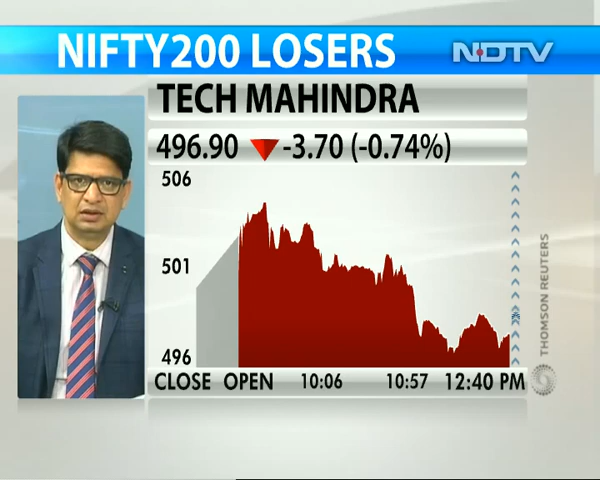 NIFTY200 LOSERS
NDTV
TECH MAHINDRA
496.90 -3.70 (-0.74%)
506
501
496
CLOSE OPEN 10:06 10:57 12:40 PM
THOMSON REUTERS